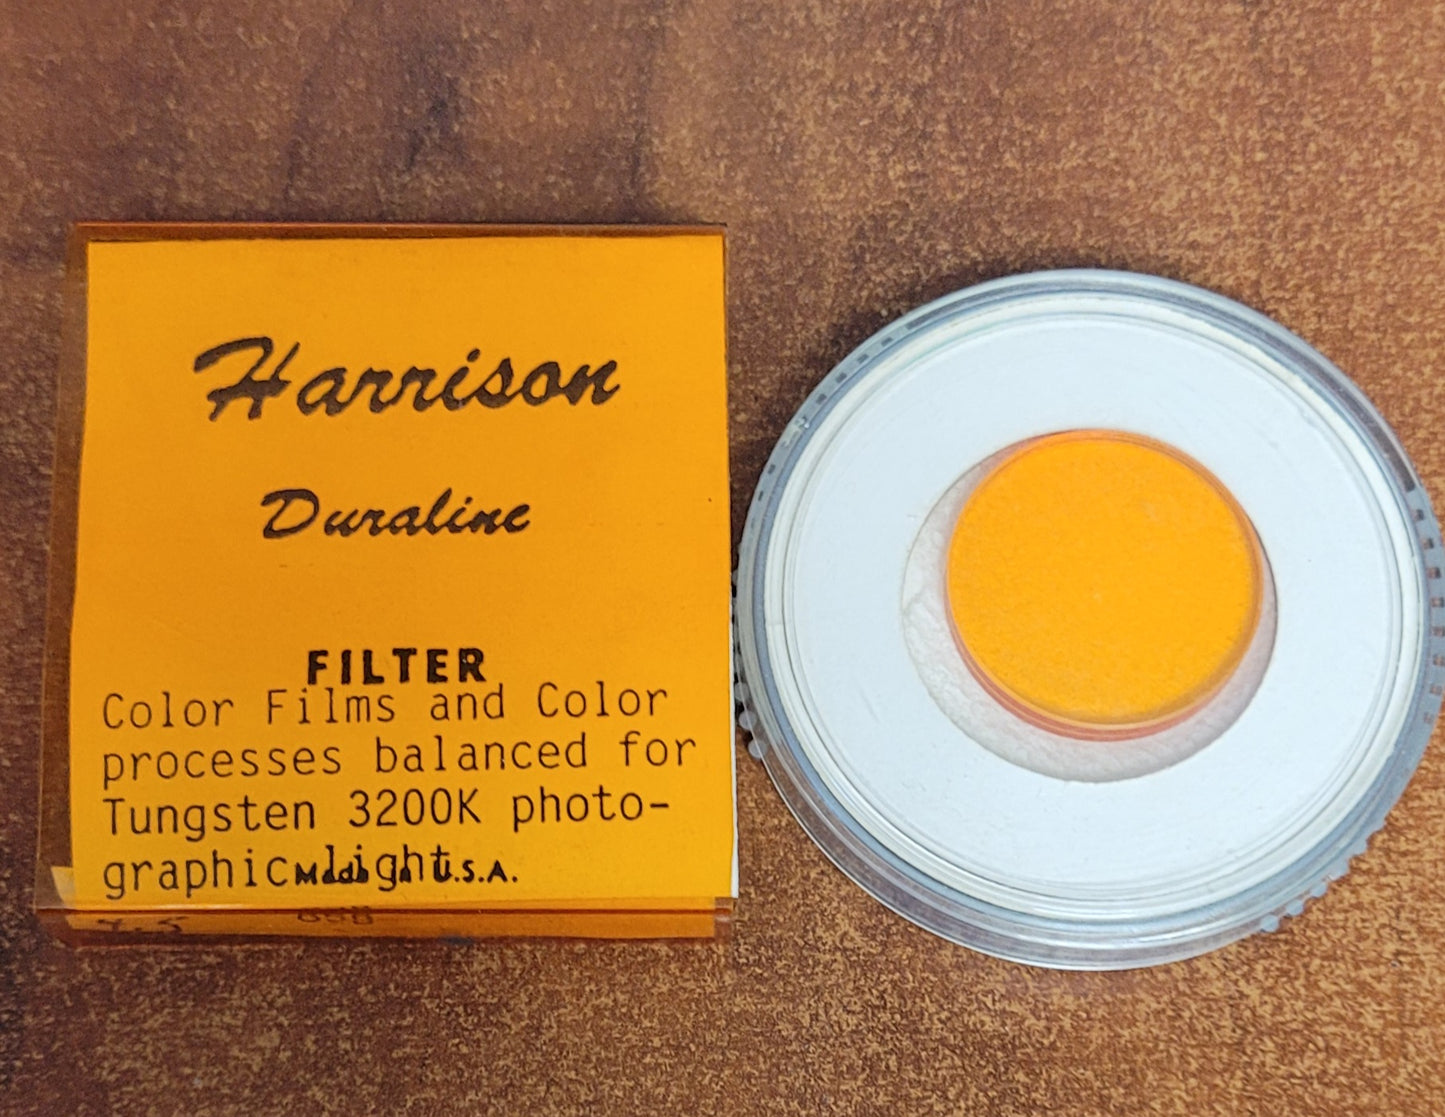 Harrison
Duraline
FILTER
Color Films and Color
processes balanced for
Tungsten 3200K photo-
graphic light
U.S.A.